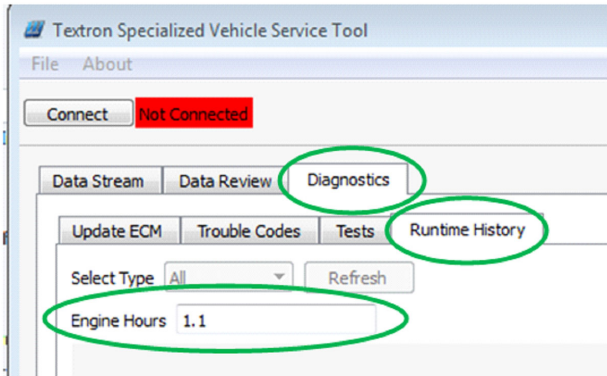 Textron Specialized Vehicle Service Tool
File About
Connect Not Connected
Data Stream Data Review Diagnostics
Update ECM Trouble Codes Tests Runtime History
Select Type All Refresh
Engine Hours 1.1